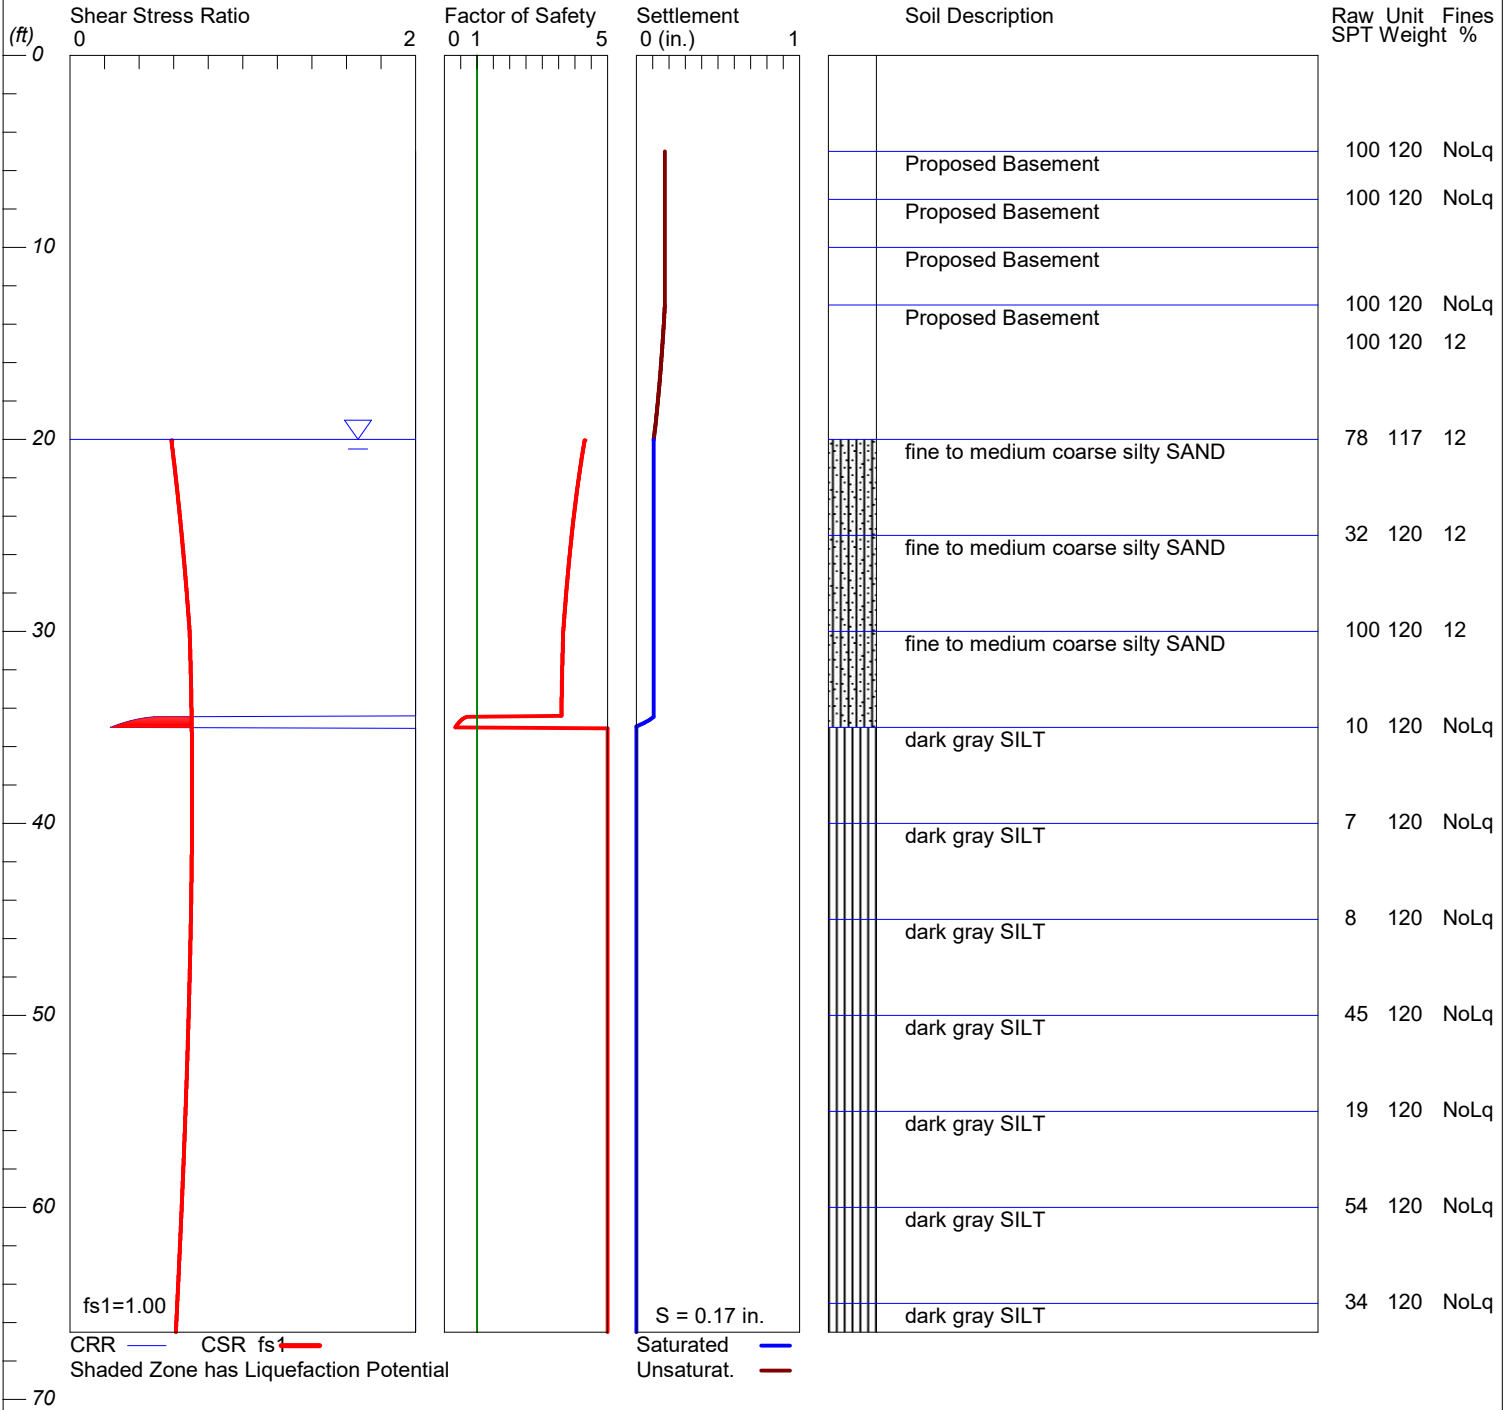 Shear Stress Ratio Factor of Safety Settlement Soil Description Raw Unit Fines
(ft) 0 2 0 1 5 0 (in.) 1 SPT Weight %
0
100 120 NoLq
Proposed Basement
100 120 NoLq
Proposed Basement
10
Proposed Basement
100 120 NoLq
Proposed Basement
100 120 12
20 78 117 12
fine to medium coarse silty SAND
32 120 12
fine to medium coarse silty SAND
30 100 120 12
fine to medium coarse silty SAND
10 120 NoLq
dark gray SILT
40 7 120 NoLq
dark gray SILT
8 120 NoLq
dark gray SILT
50 45 120 NoLq
dark gray SILT
19 120 NoLq
dark gray SILT
60 54 120 NoLq
dark gray SILT
34 120 NoLq
fs1=1.00 S = 0.17 in. dark gray SILT
CRR CSR fs1 Saturated
Shaded Zone has Liquefaction Potential Unsaturat.
70